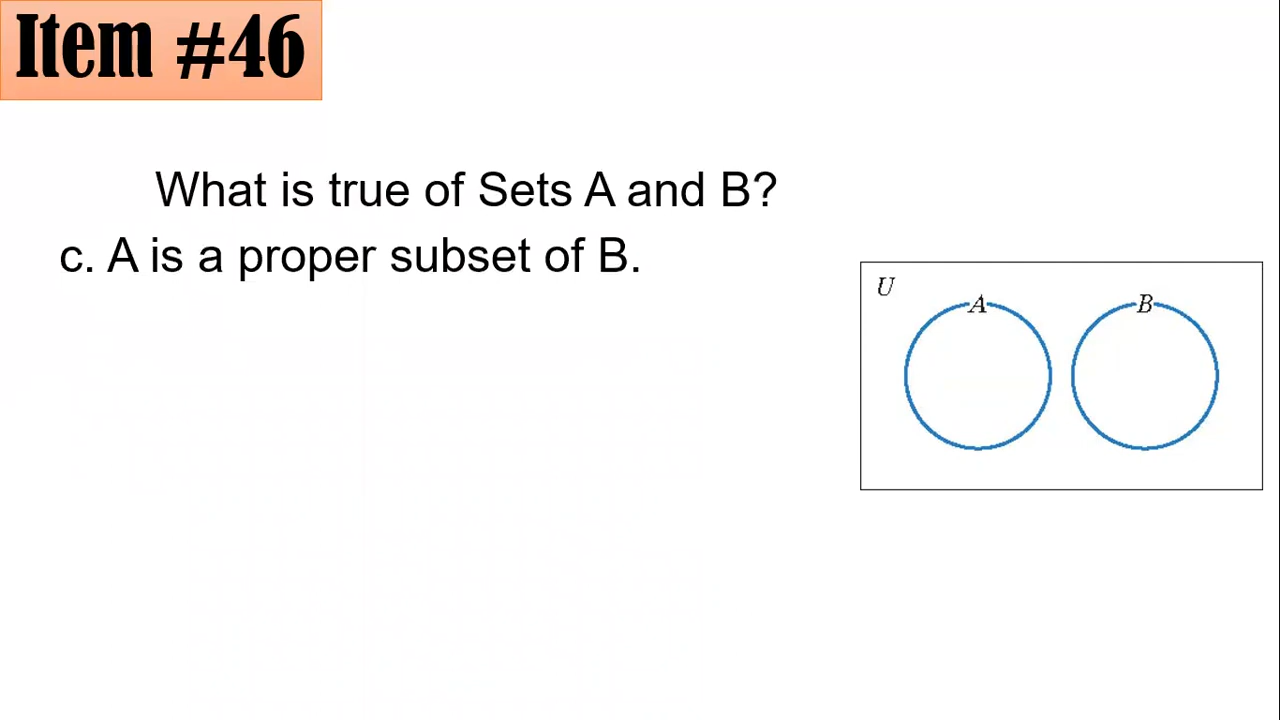 Item #46
What is true of Sets A and B?
c. A is a proper subset of B.
U
A
B